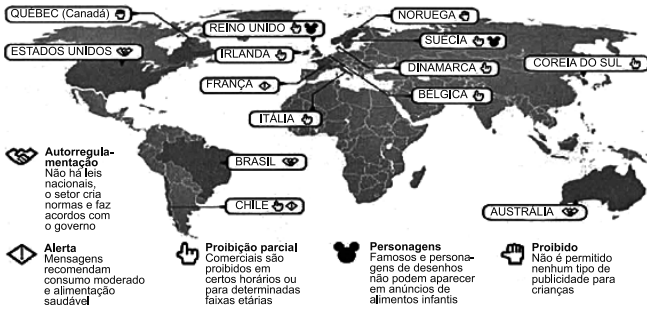 QUÉBEC (Canadá)
REINO UNIDO
NORUEGA
ESTADOS UNIDOS
IRLANDA
SUÉCIA
DINAMARCA
COREIA DO SUL
FRANÇA
BÉLGICA
ITÁLIA
BRASIL
CHILE
AUSTRÁLIA
Autorregula-
mentação
Não há leis
nacionais,
o setor cria
normas e faz
acordos com
o governo
Alerta
Mensagens
recomendam
consumo moderado
e alimentação
saudável
Proibição parcial
Comerciais são
proibidos em
certos horários ou
para determinadas
faixas etárias
Personagens
Famosos e persona-
gens de desenhos
não podem aparecer
em anúncios de
alimentos infantis
Proibido
Não é permitido
nenhum tipo de
publicidade para
crianças